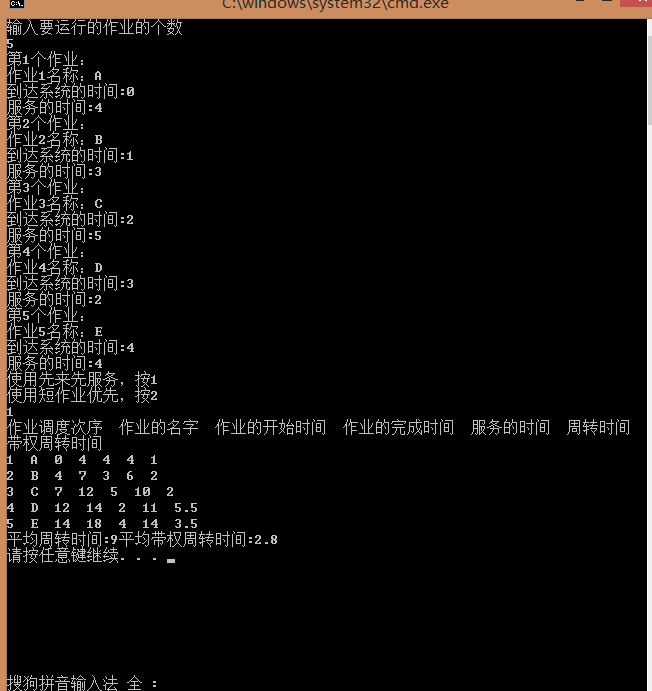 C:\windows\system32\cmd.exe
输入要运行的作业的个数
5
第1个作业：
作业1名称：A
到达系统的时间:0
服务的时间:4
第2个作业：
作业2名称：B
到达系统的时间:1
服务的时间:3
第3个作业：
作业3名称：C
到达系统的时间:2
服务的时间:5
第4个作业：
作业4名称：D
到达系统的时间:3
服务的时间:2
第5个作业：
作业5名称：E
到达系统的时间:4
服务的时间:4
使用先来先服务，按1
使用短作业优先，按2
1
作业调度次序  作业的名字  作业的开始时间  作业的完成时间  服务的时间  周转时间
带权周转时间
1  A  0  4  4  4  1
2  B  4  7  3  6  2
3  C  7  12  5  10  2
4  D  12  14  2  11  5.5
5  E  14  18  4  14  3.5
平均周转时间:9平均带权周转时间:2.8
请按任意键继续. . .
搜狗拼音输入法 全 ：